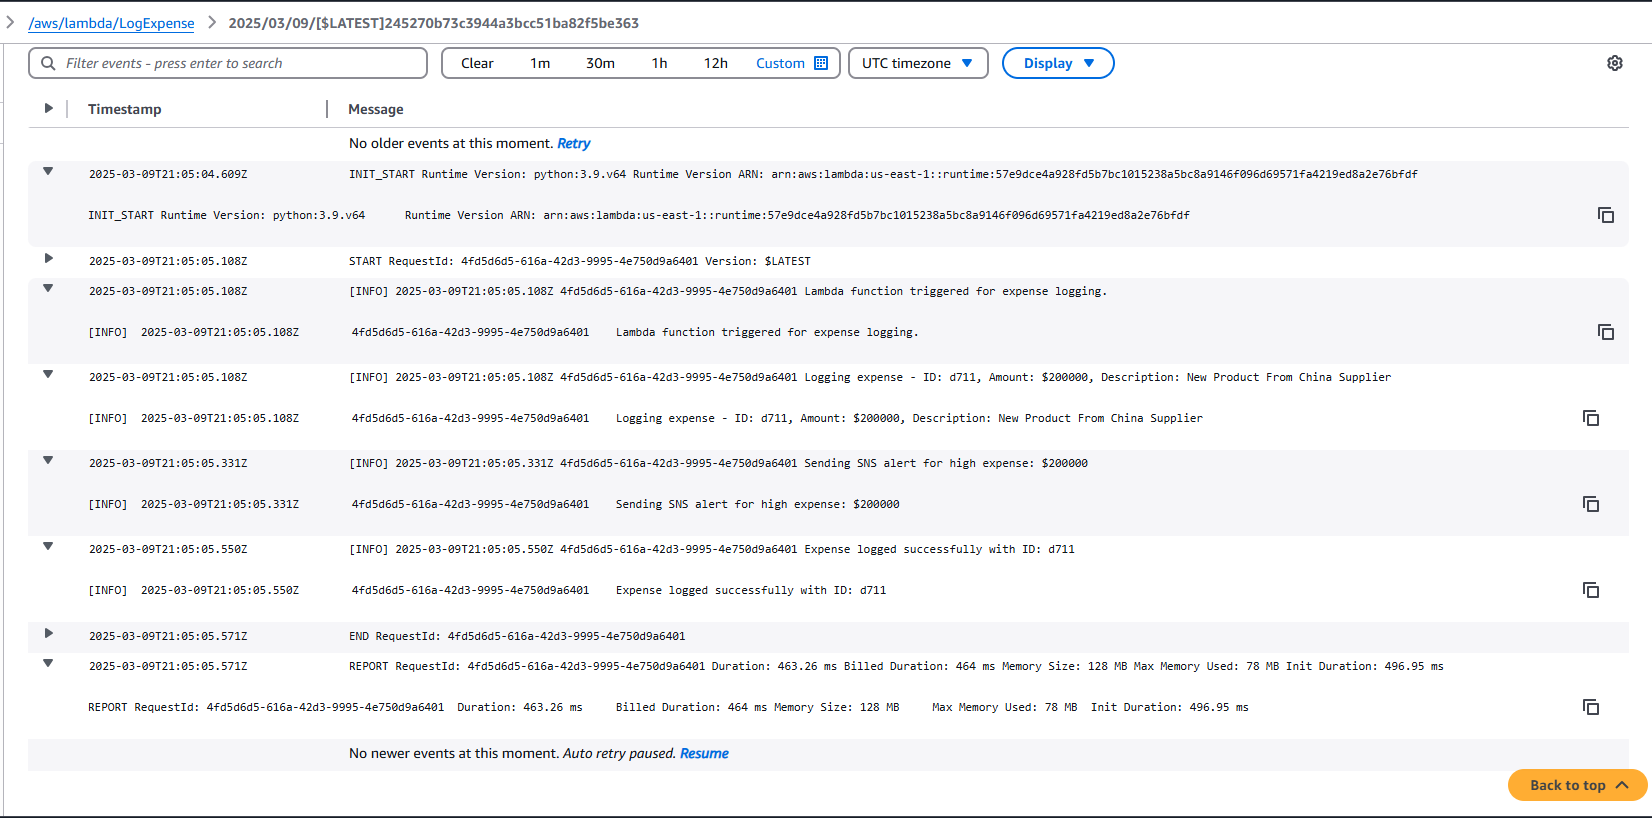 /aws/lambda/LogExpense > 2025/03/09/[$LATEST]245270b73c3944a3bcc51ba82f5be363
Filter events - press enter to search Clear 1m 30m 1h 12h Custom UTC timezone Display
Timestamp Message
No older events at this moment. Retry
2025-03-09T21:05:04.609Z INIT_START Runtime Version: python:3.9.v64 Runtime Version ARN: arn:aws:lambda:us-east-1::runtime:57e9dce4a928fd5b7bc1015238a5bc8a9146f096d69571fa4219ed8a2e76bfdf
INIT_START Runtime Version: python:3.9.v64 Runtime Version ARN: arn:aws:lambda:us-east-1::runtime:57e9dce4a928fd5b7bc1015238a5bc8a9146f096d69571fa4219ed8a2e76bfdf
2025-03-09T21:05:05.108Z START RequestId: 4fd5d6d5-616a-42d3-9995-4e750d9a6401 Version: $LATEST
2025-03-09T21:05:05.108Z [INFO] 2025-03-09T21:05:05.108Z 4fd5d6d5-616a-42d3-9995-4e750d9a6401 Lambda function triggered for expense logging.
[INFO] 2025-03-09T21:05:05.108Z 4fd5d6d5-616a-42d3-9995-4e750d9a6401 Lambda function triggered for expense logging.
2025-03-09T21:05:05.108Z [INFO] 2025-03-09T21:05:05.108Z 4fd5d6d5-616a-42d3-9995-4e750d9a6401 Logging expense - ID: d711, Amount: $200000, Description: New Product From China Supplier
[INFO] 2025-03-09T21:05:05.108Z 4fd5d6d5-616a-42d3-9995-4e750d9a6401 Logging expense - ID: d711, Amount: $200000, Description: New Product From China Supplier
2025-03-09T21:05:05.331Z [INFO] 2025-03-09T21:05:05.331Z 4fd5d6d5-616a-42d3-9995-4e750d9a6401 Sending SNS alert for high expense: $200000
[INFO] 2025-03-09T21:05:05.331Z 4fd5d6d5-616a-42d3-9995-4e750d9a6401 Sending SNS alert for high expense: $200000
2025-03-09T21:05:05.550Z [INFO] 2025-03-09T21:05:05.550Z 4fd5d6d5-616a-42d3-9995-4e750d9a6401 Expense logged successfully with ID: d711
[INFO] 2025-03-09T21:05:05.550Z 4fd5d6d5-616a-42d3-9995-4e750d9a6401 Expense logged successfully with ID: d711
2025-03-09T21:05:05.571Z END RequestId: 4fd5d6d5-616a-42d3-9995-4e750d9a6401
2025-03-09T21:05:05.571Z REPORT RequestId: 4fd5d6d5-616a-42d3-9995-4e750d9a6401 Duration: 463.26 ms Billed Duration: 464 ms Memory Size: 128 MB Max Memory Used: 78 MB Init Duration: 496.95 ms
REPORT RequestId: 4fd5d6d5-616a-42d3-9995-4e750d9a6401 Duration: 463.26 ms Billed Duration: 464 ms Memory Size: 128 MB Max Memory Used: 78 MB Init Duration: 496.95 ms
No newer events at this moment. Auto retry paused. Resume
Back to top